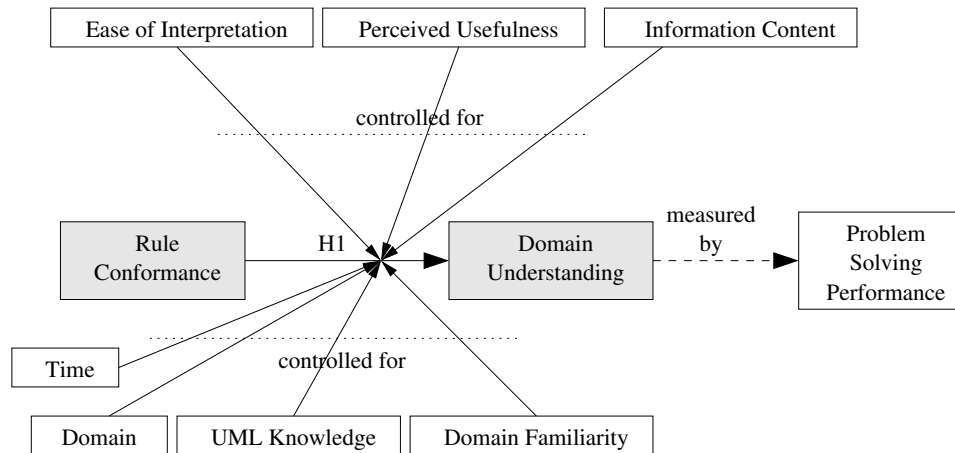 Ease of Interpretation
Perceived Usefulness
Information Content
controlled for
Rule
Conformance
H1
Domain
Understanding
measured
by
Problem
Solving
Performance
controlled for
Time
Domain
UML Knowledge
Domain Familiarity